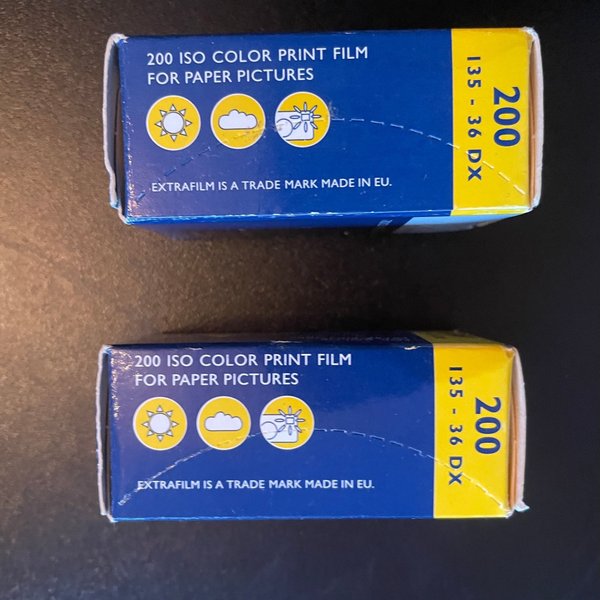 200 ISO COLOR PRINT FILM
FOR PAPER PICTURES
EXTRAFILM IS A TRADE MARK MADE IN EU.
200
135 - 36 DX
200 ISO COLOR PRINT FILM
FOR PAPER PICTURES
EXTRAFILM IS A TRADE MARK MADE IN EU.
200
135 - 36 DX